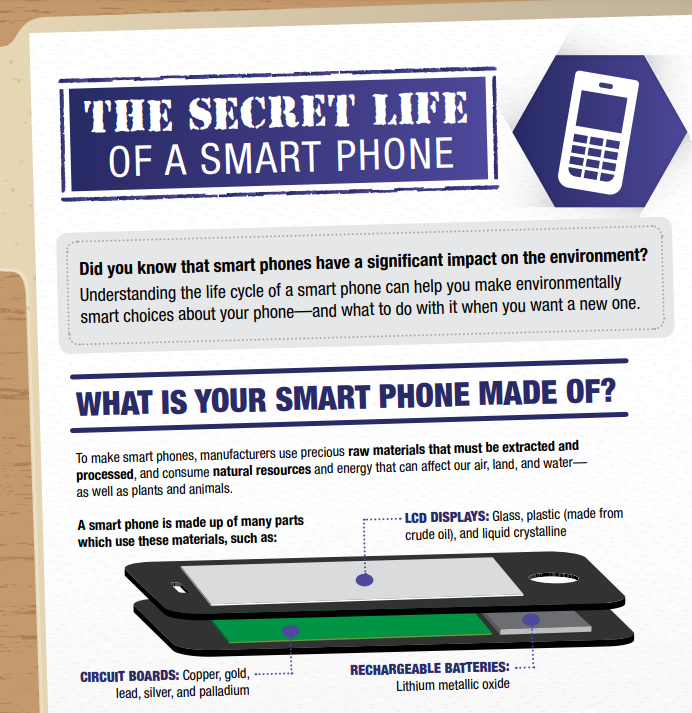 THE SECRET LIFE
OF A SMART PHONE
Did you know that smart phones have a significant impact on the environment?
Understanding the life cycle of a smart phone can help you make environmentally
smart choices about your phone—and what to do with it when you want a new one.
WHAT IS YOUR SMART PHONE MADE OF?
To make smart phones, manufacturers use precious raw materials that must be extracted and
processed, and consume natural resources and energy that can affect our air, land, and water—
as well as plants and animals.
A smart phone is made up of many parts
which use these materials, such as:
LCD DISPLAYS: Glass, plastic (made from
crude oil), and liquid crystalline
CIRCUIT BOARDS: Copper, gold,
lead, silver, and palladium
RECHARGEABLE BATTERIES:
Lithium metallic oxide